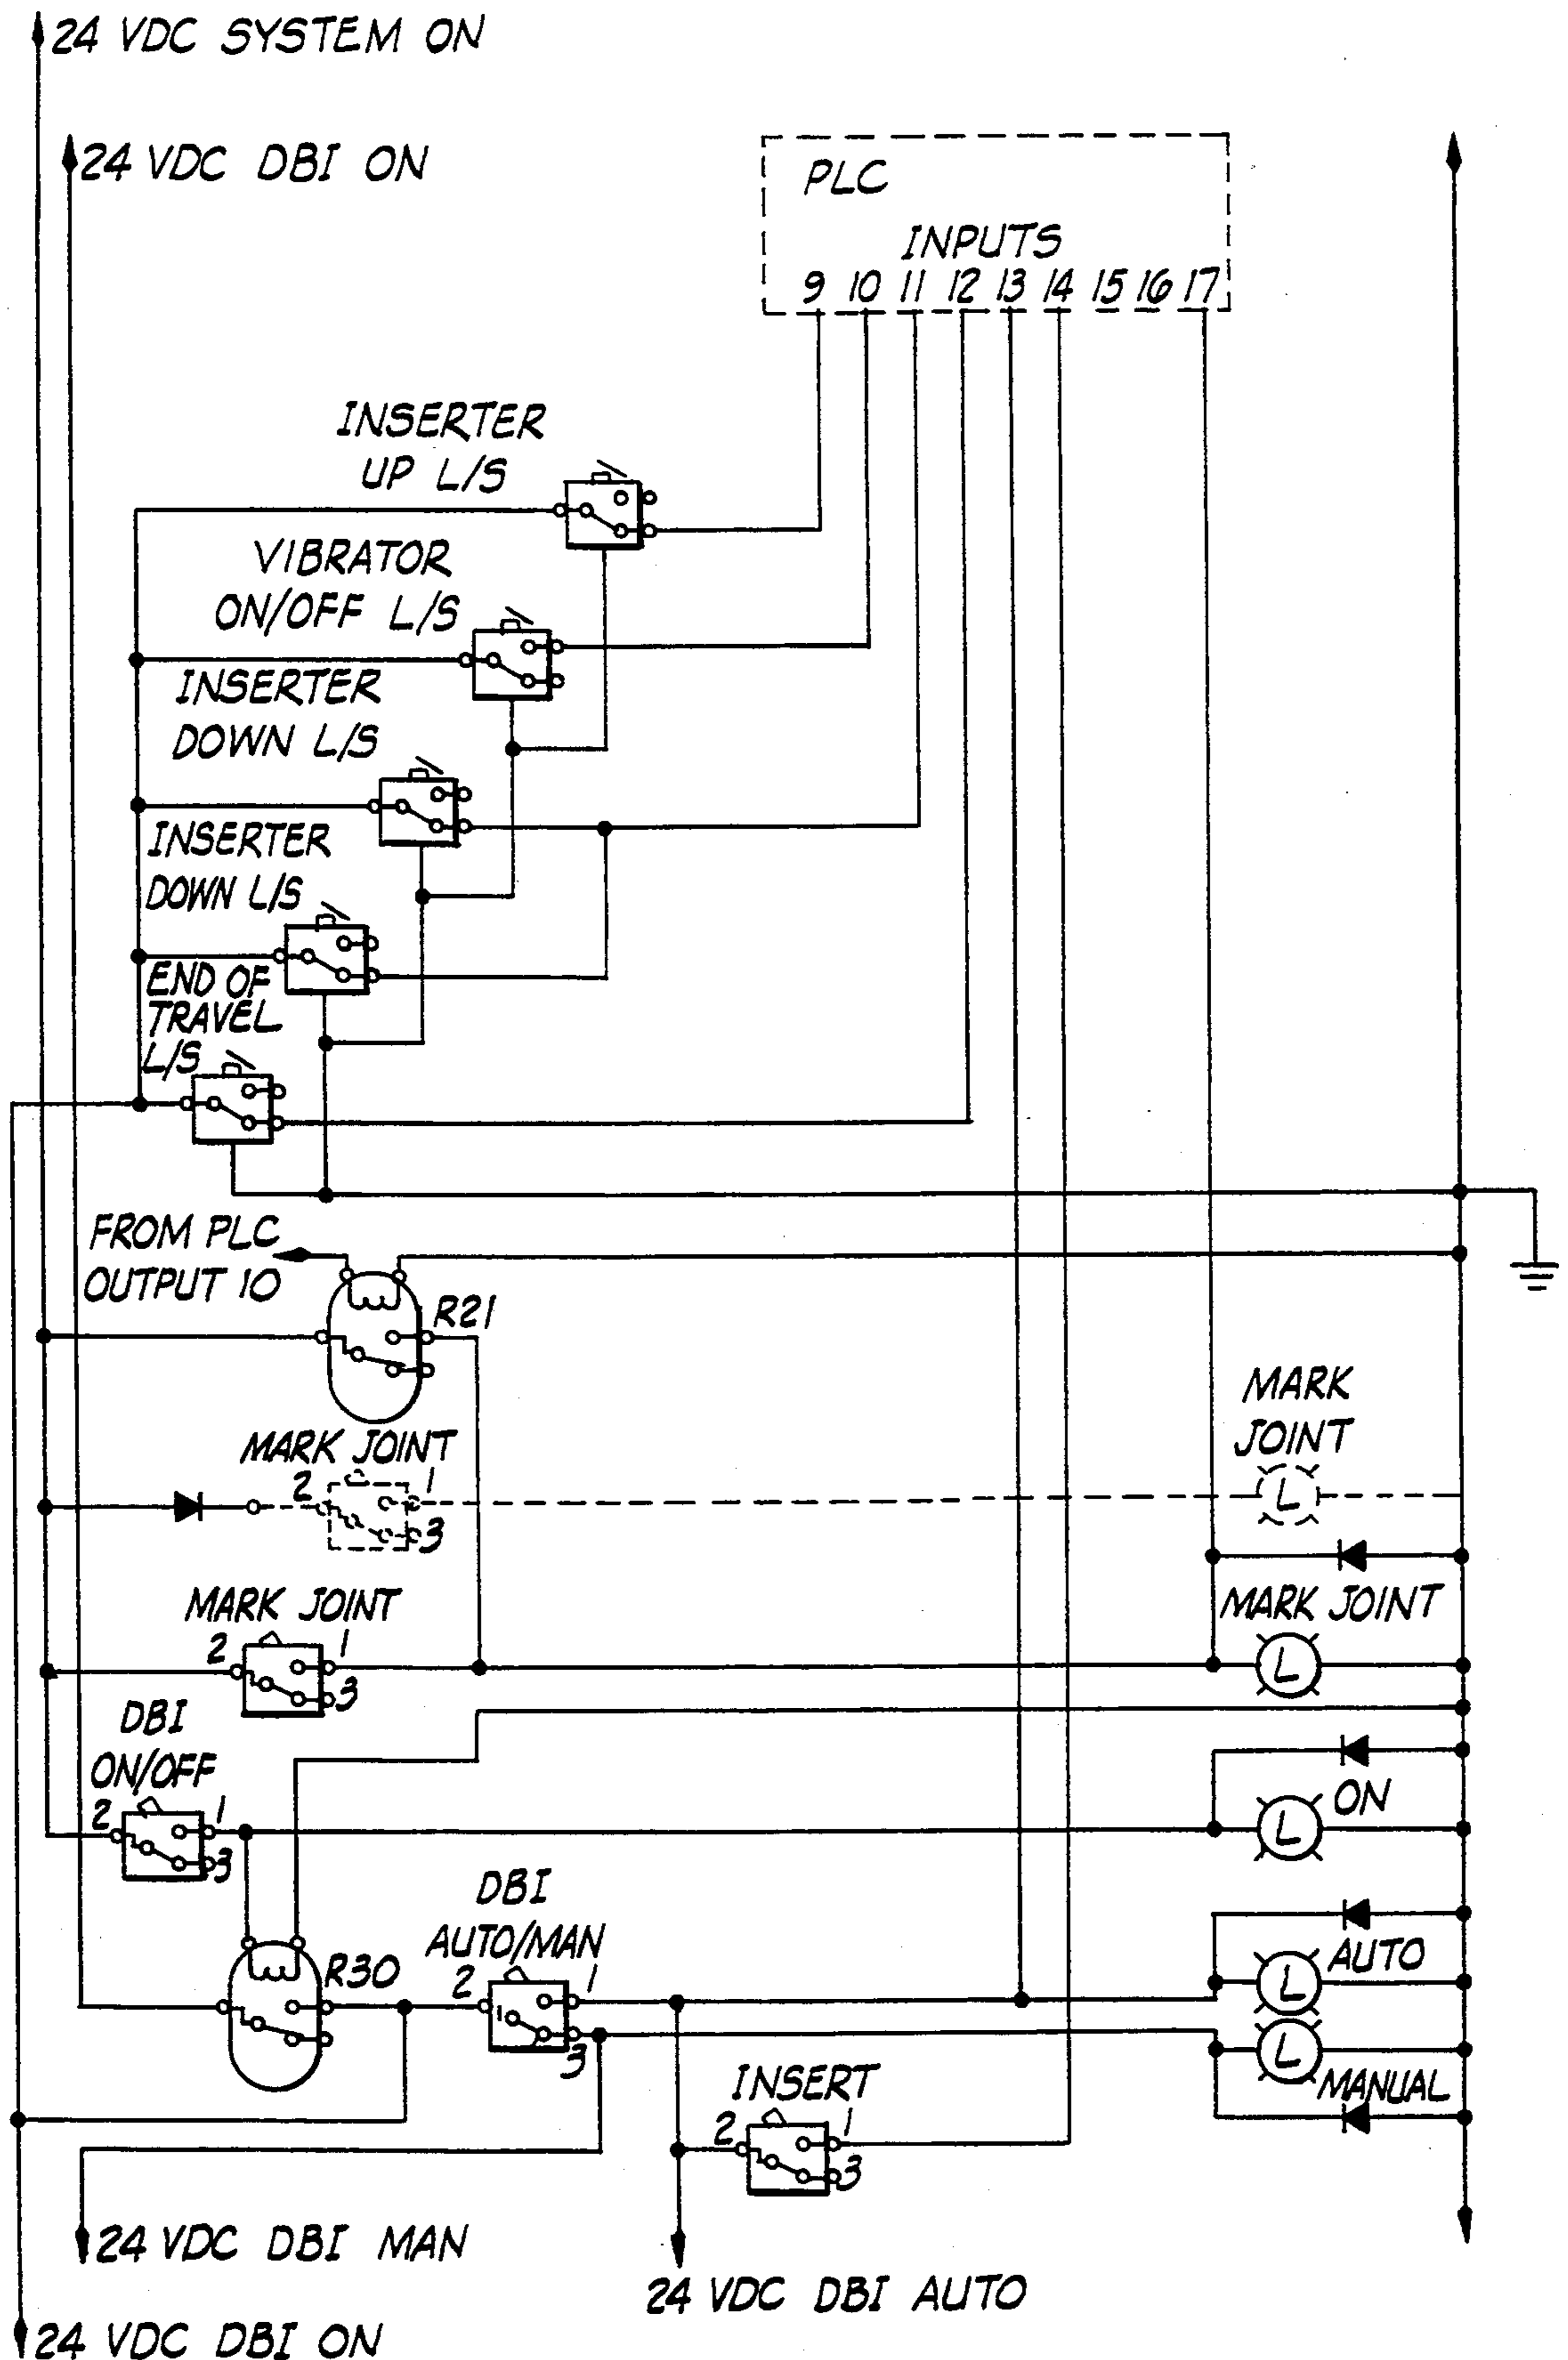 24 VDC SYSTEM ON
24 VDC DBI ON
PLC
INPUTS
9 10 11 12 13 14 15 16 17
INSERTER
UP L/S
VIBRATOR
ON/OFF L/S
INSERTER
DOWN L/S
INSERTER
DOWN L/S
END OF
TRAVEL
L/S
FROM PLC
OUTPUT 10
R21
MARK
JOINT
L
MARK JOINT
2 1
3
MARK JOINT
L
MARK JOINT
2 1
3
DBI
ON/OFF
2 1
3
ON
L
DBI
AUTO/MAN
2 1
3
R30
AUTO
L
L
MANUAL
INSERT
2 1
3
24 VDC DBI MAN
24 VDC DBI AUTO
24 VDC DBI ON